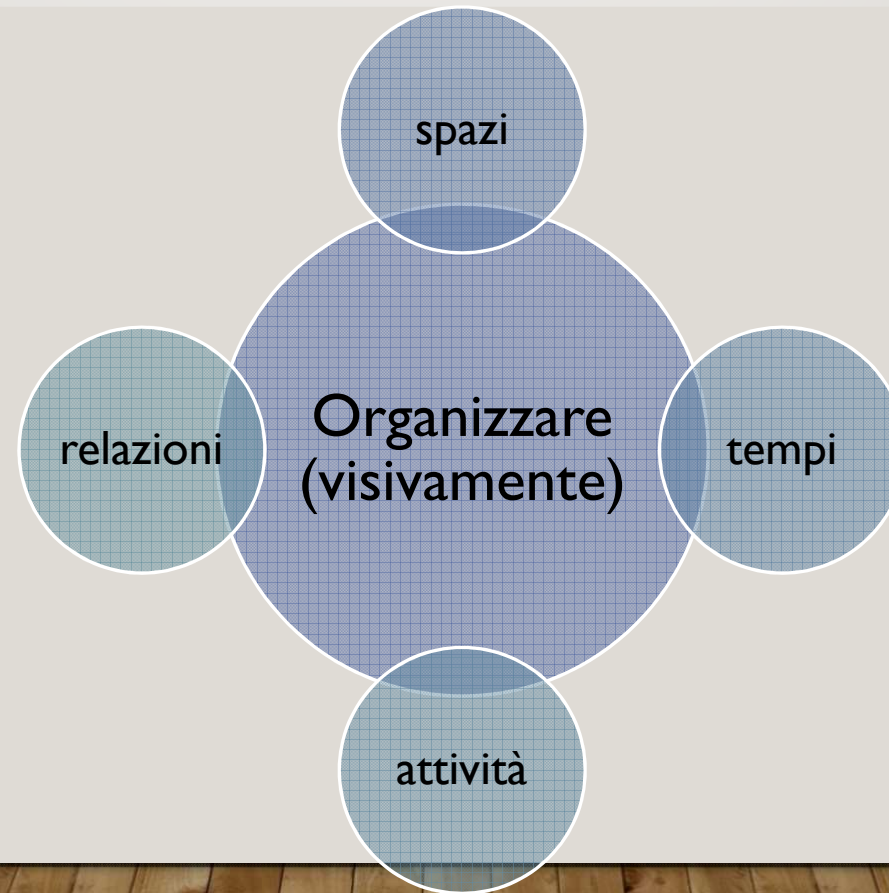 spazi
relazioni
Organizzare
(visivamente)
tempi
attività